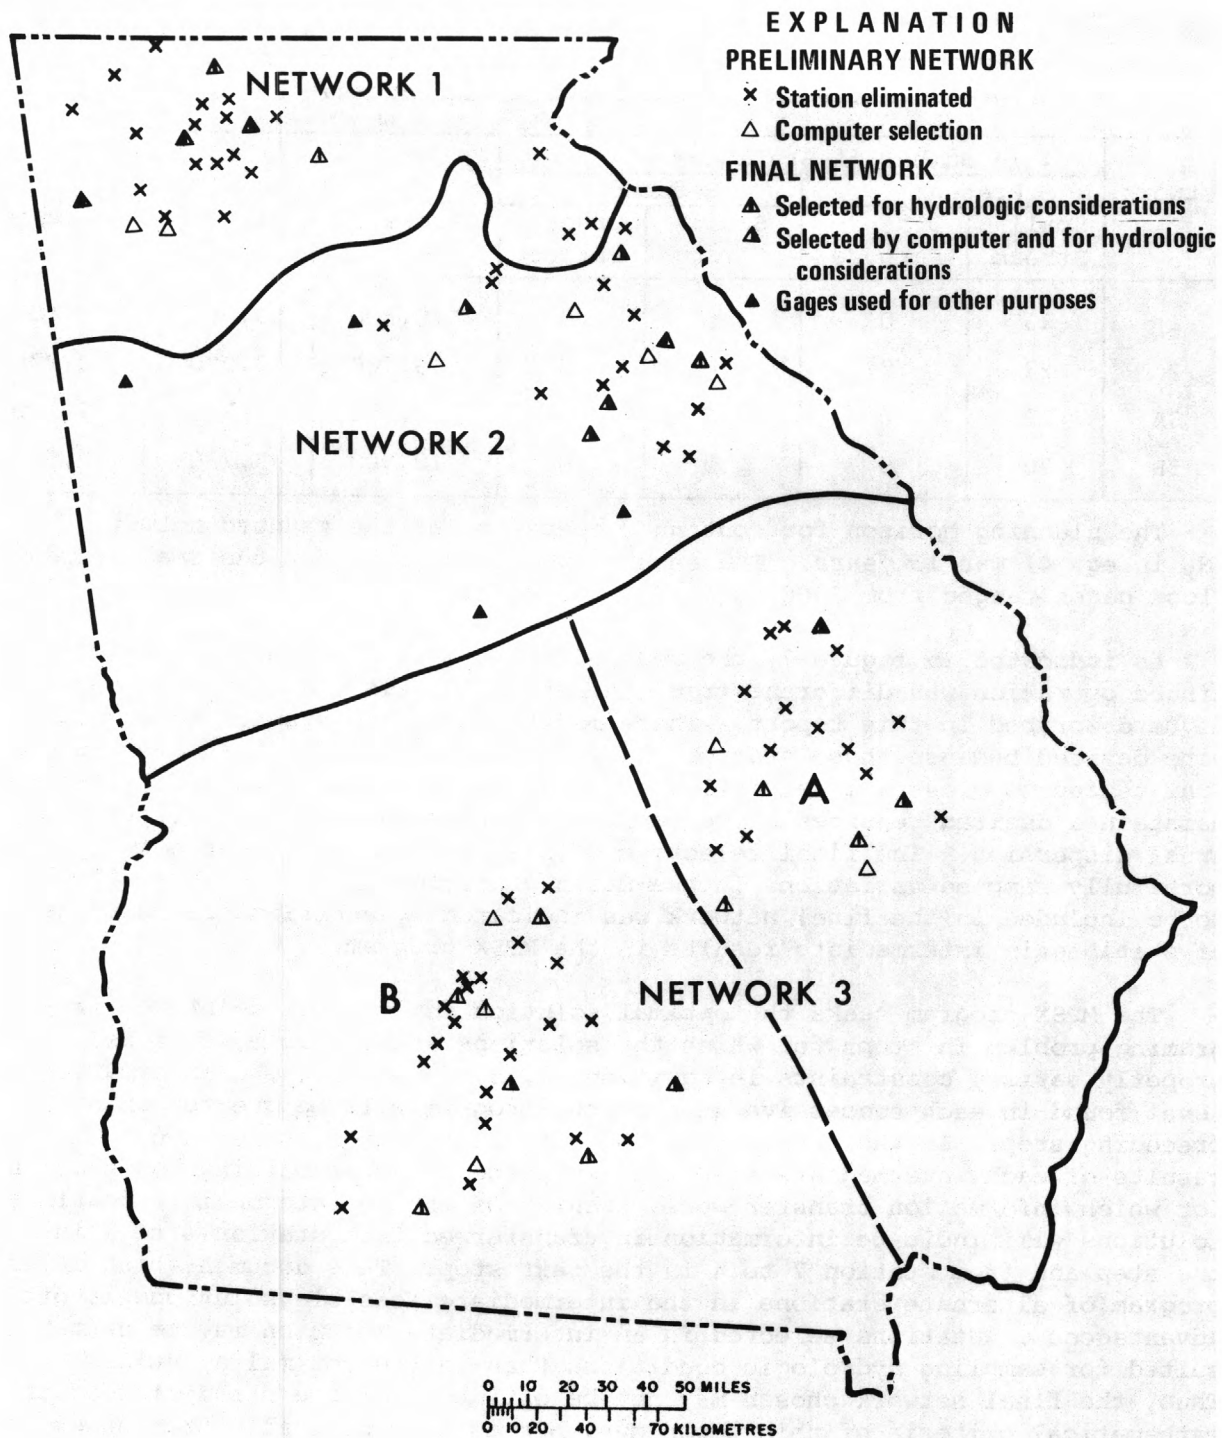 EXPLANATION
PRELIMINARY NETWORK
× Station eliminated
△ Computer selection
FINAL NETWORK
Selected for hydrologic considerations
Selected by computer and for hydrologic
considerations
▲ Gages used for other purposes
NETWORK 1
NETWORK 2
A
B
NETWORK 3
0 10 20 30 40 50 MILES
0 10 20 40 70 KILOMETRES